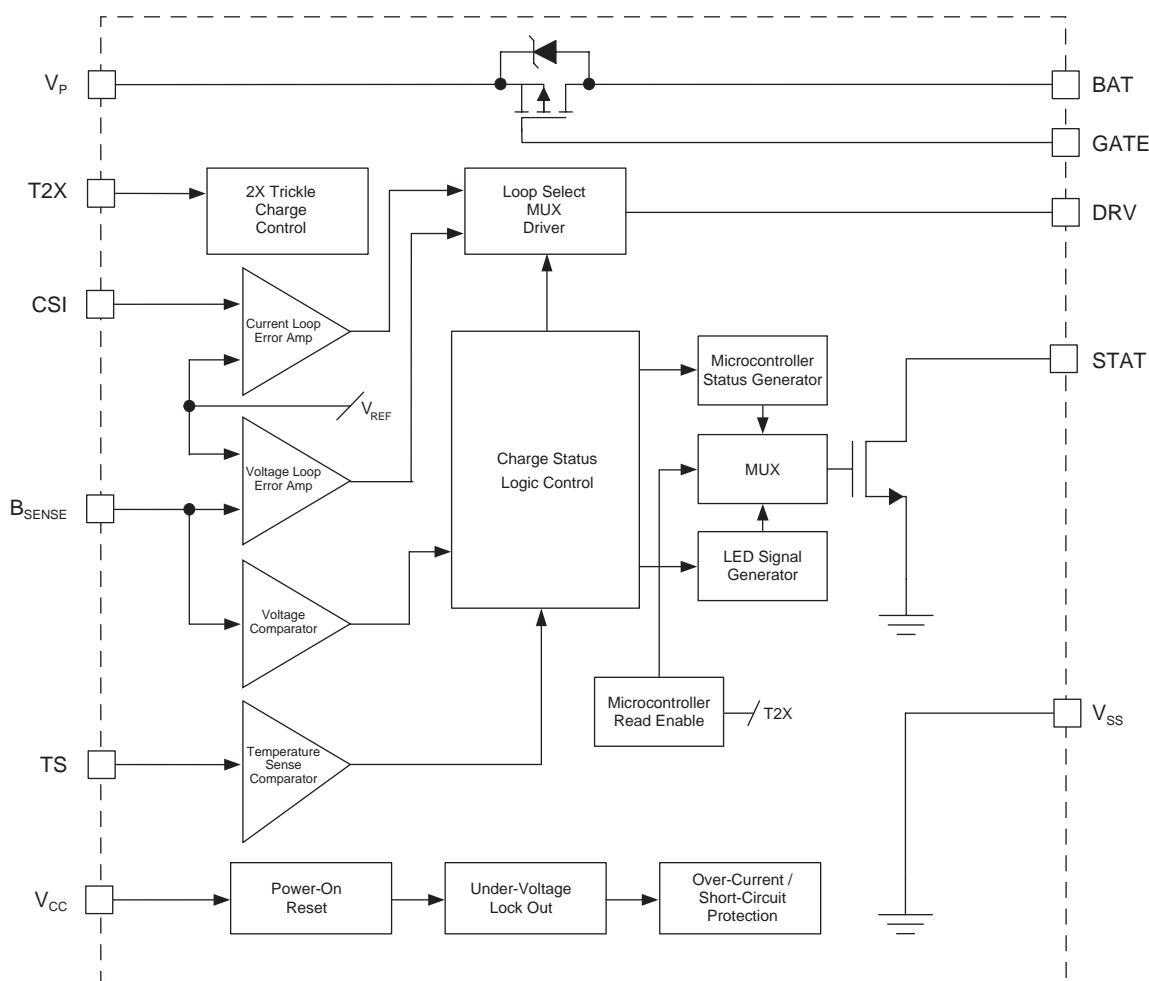 V_P
BAT
GATE
T2X
2X Trickle
Charge
Control
Loop Select
MUX
Driver
DRV
CSI
Current Loop
Error Amp
V_REF
Microcontroller
Status Generator
STAT
B_SENSE
Voltage Loop
Error Amp
Charge Status
Logic Control
MUX
LED Signal
Generator
Voltage
Comparator
Microcontroller
Read Enable
T2X
V_SS
TS
Temperature
Sense
Comparator
V_CC
Power-On
Reset
Under-Voltage
Lock Out
Over-Current /
Short-Circuit
Protection